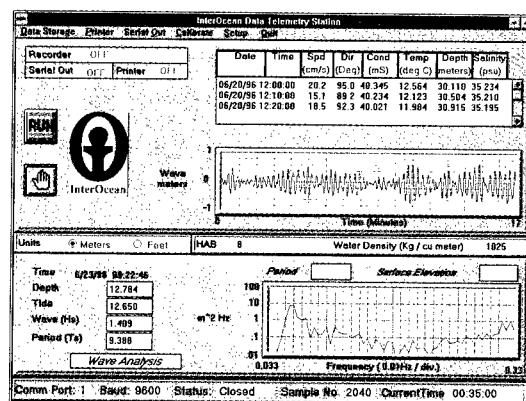 InterOcean Data Telemetry Station
Data Storage Printer Serial Out Calibrate Setup Quit
Recorder OFF
Serial Out OFF Printer OFF
Date Time Spd Dir Cond Temp Depth Salinity
(cm/s) (Deg) (mS) (deg C) meters) (psu)
06/20/96 12:00:00 20.2 95.0 40.345 12.564 30.110 35.234
06/20/96 12:10:00 15.1 89.2 40.234 12.123 30.504 35.210
06/20/96 12:20:00 18.5 92.3 40.021 11.984 30.915 35.195
RUN
InterOcean
Wave
meters
1
0
-1
0 Time (Minutes) 17
Units Meters Feet HAB 8 Water Density (Kg / cu meter) 1025
Time 6/23/96 08:22:46
Depth 12.784
Tide 12.650
Wave (Hs) 1.409
Period (Ts) 9.388
Wave Analysis
Period Surface Elevation
m^2 Hz
100
10
1
.1
.01
0.033 Frequency ( 0.01Hz / div.) 0.33
Comm Port: 1 Baud: 9600 Status: Closed Sample No 2040 CurrentTime 00:35:00